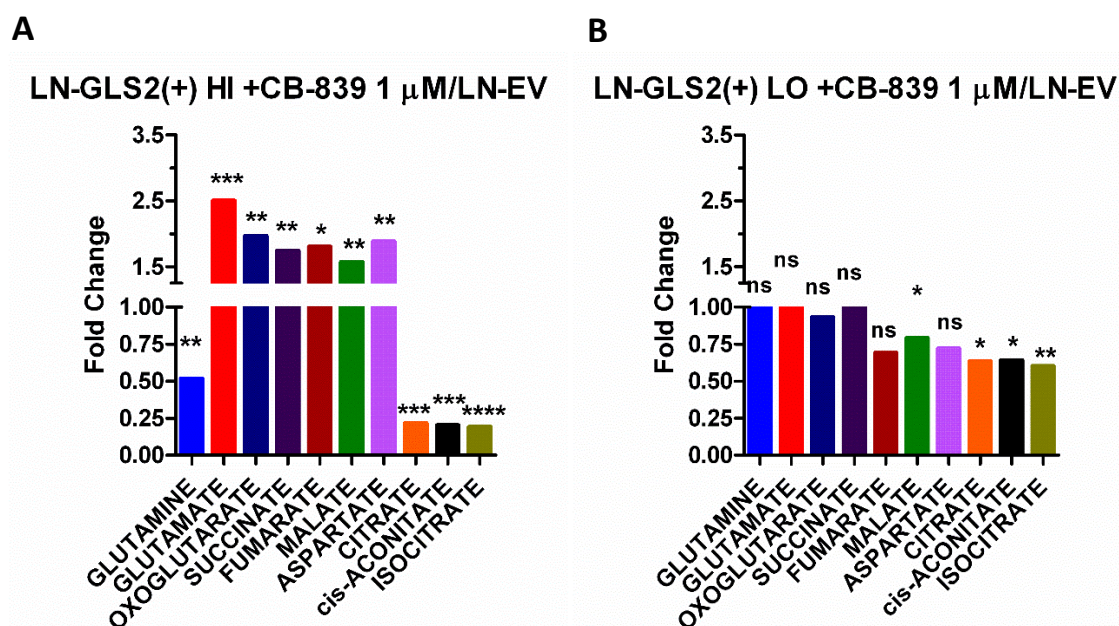 A
LN-GLS2(+) HI +CB-839 1 μM/LN-EV
Fold Change
3.5
2.5
1.5
1.00
0.75
0.50
0.25
0.00
**
***
**
**
*
**
**
***
***
****
GLUTAMINE
GLUTAMATE
OXOGLUTARATE
SUCCINATE
FUMARATE
MALATE
ASPARTATE
CITRATE
cis-ACONITATE
ISOCITRATE
B
LN-GLS2(+) LO +CB-839 1 μM/LN-EV
Fold Change
3.5
2.5
1.5
1.00
0.75
0.50
0.25
0.00
ns
ns
ns
ns
ns
*
ns
*
*
**
GLUTAMINE
GLUTAMATE
OXOGLUTARATE
SUCCINATE
FUMARATE
MALATE
ASPARTATE
CITRATE
cis-ACONITATE
ISOCITRATE